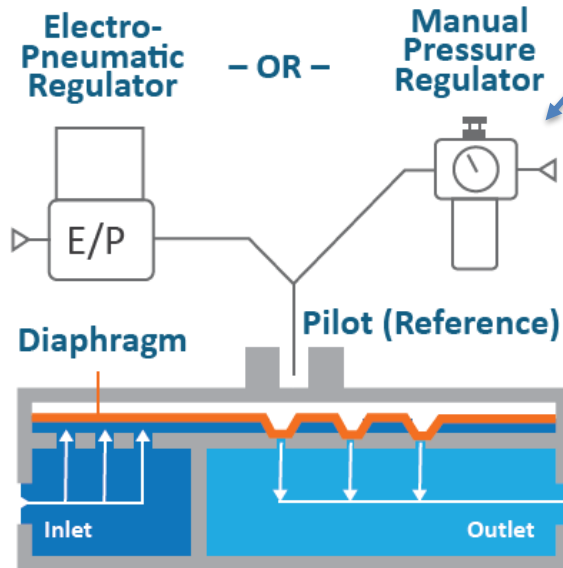 Electro-
Pneumatic
Regulator
– OR –
Manual
Pressure
Regulator
E/P
Pilot (Reference)
Diaphragm
Inlet
Outlet